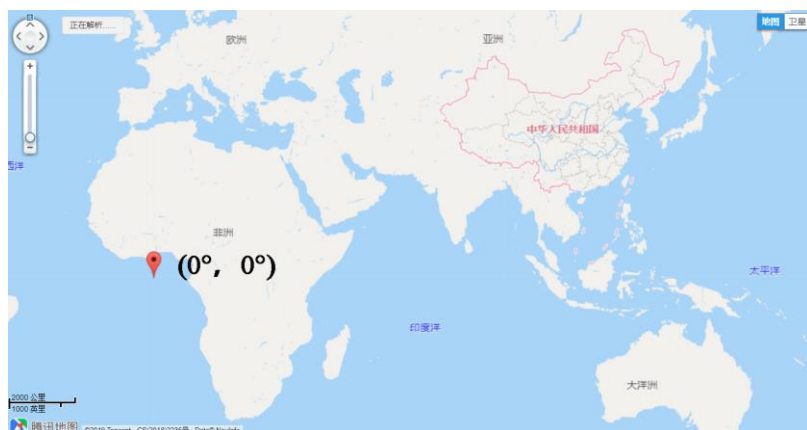 正在解析......
地图 卫星
欧洲
亚洲
中华人民共和国
西洋
非洲
(0°, 0°)
太平洋
印度洋
大洋洲
2000 公里
1000 英里
腾讯地图